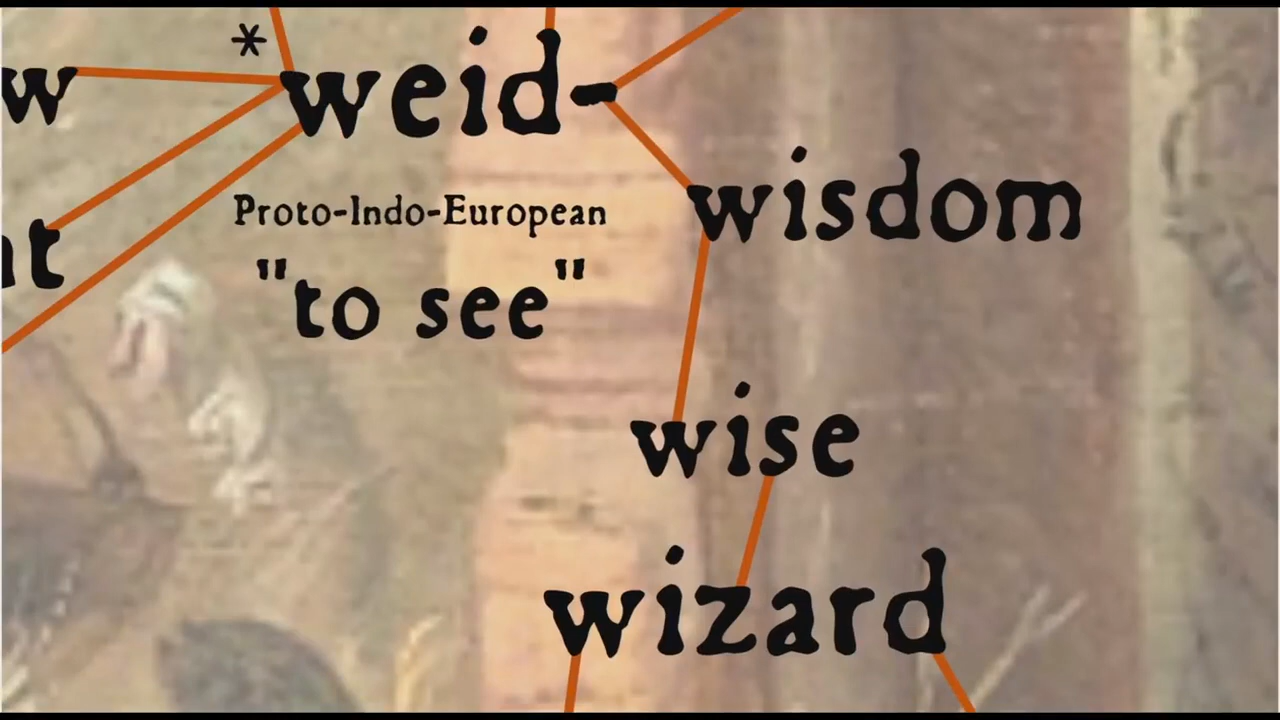 *weid-
w
Proto-Indo-European
"to see"
wisdom
t
wise
wizard